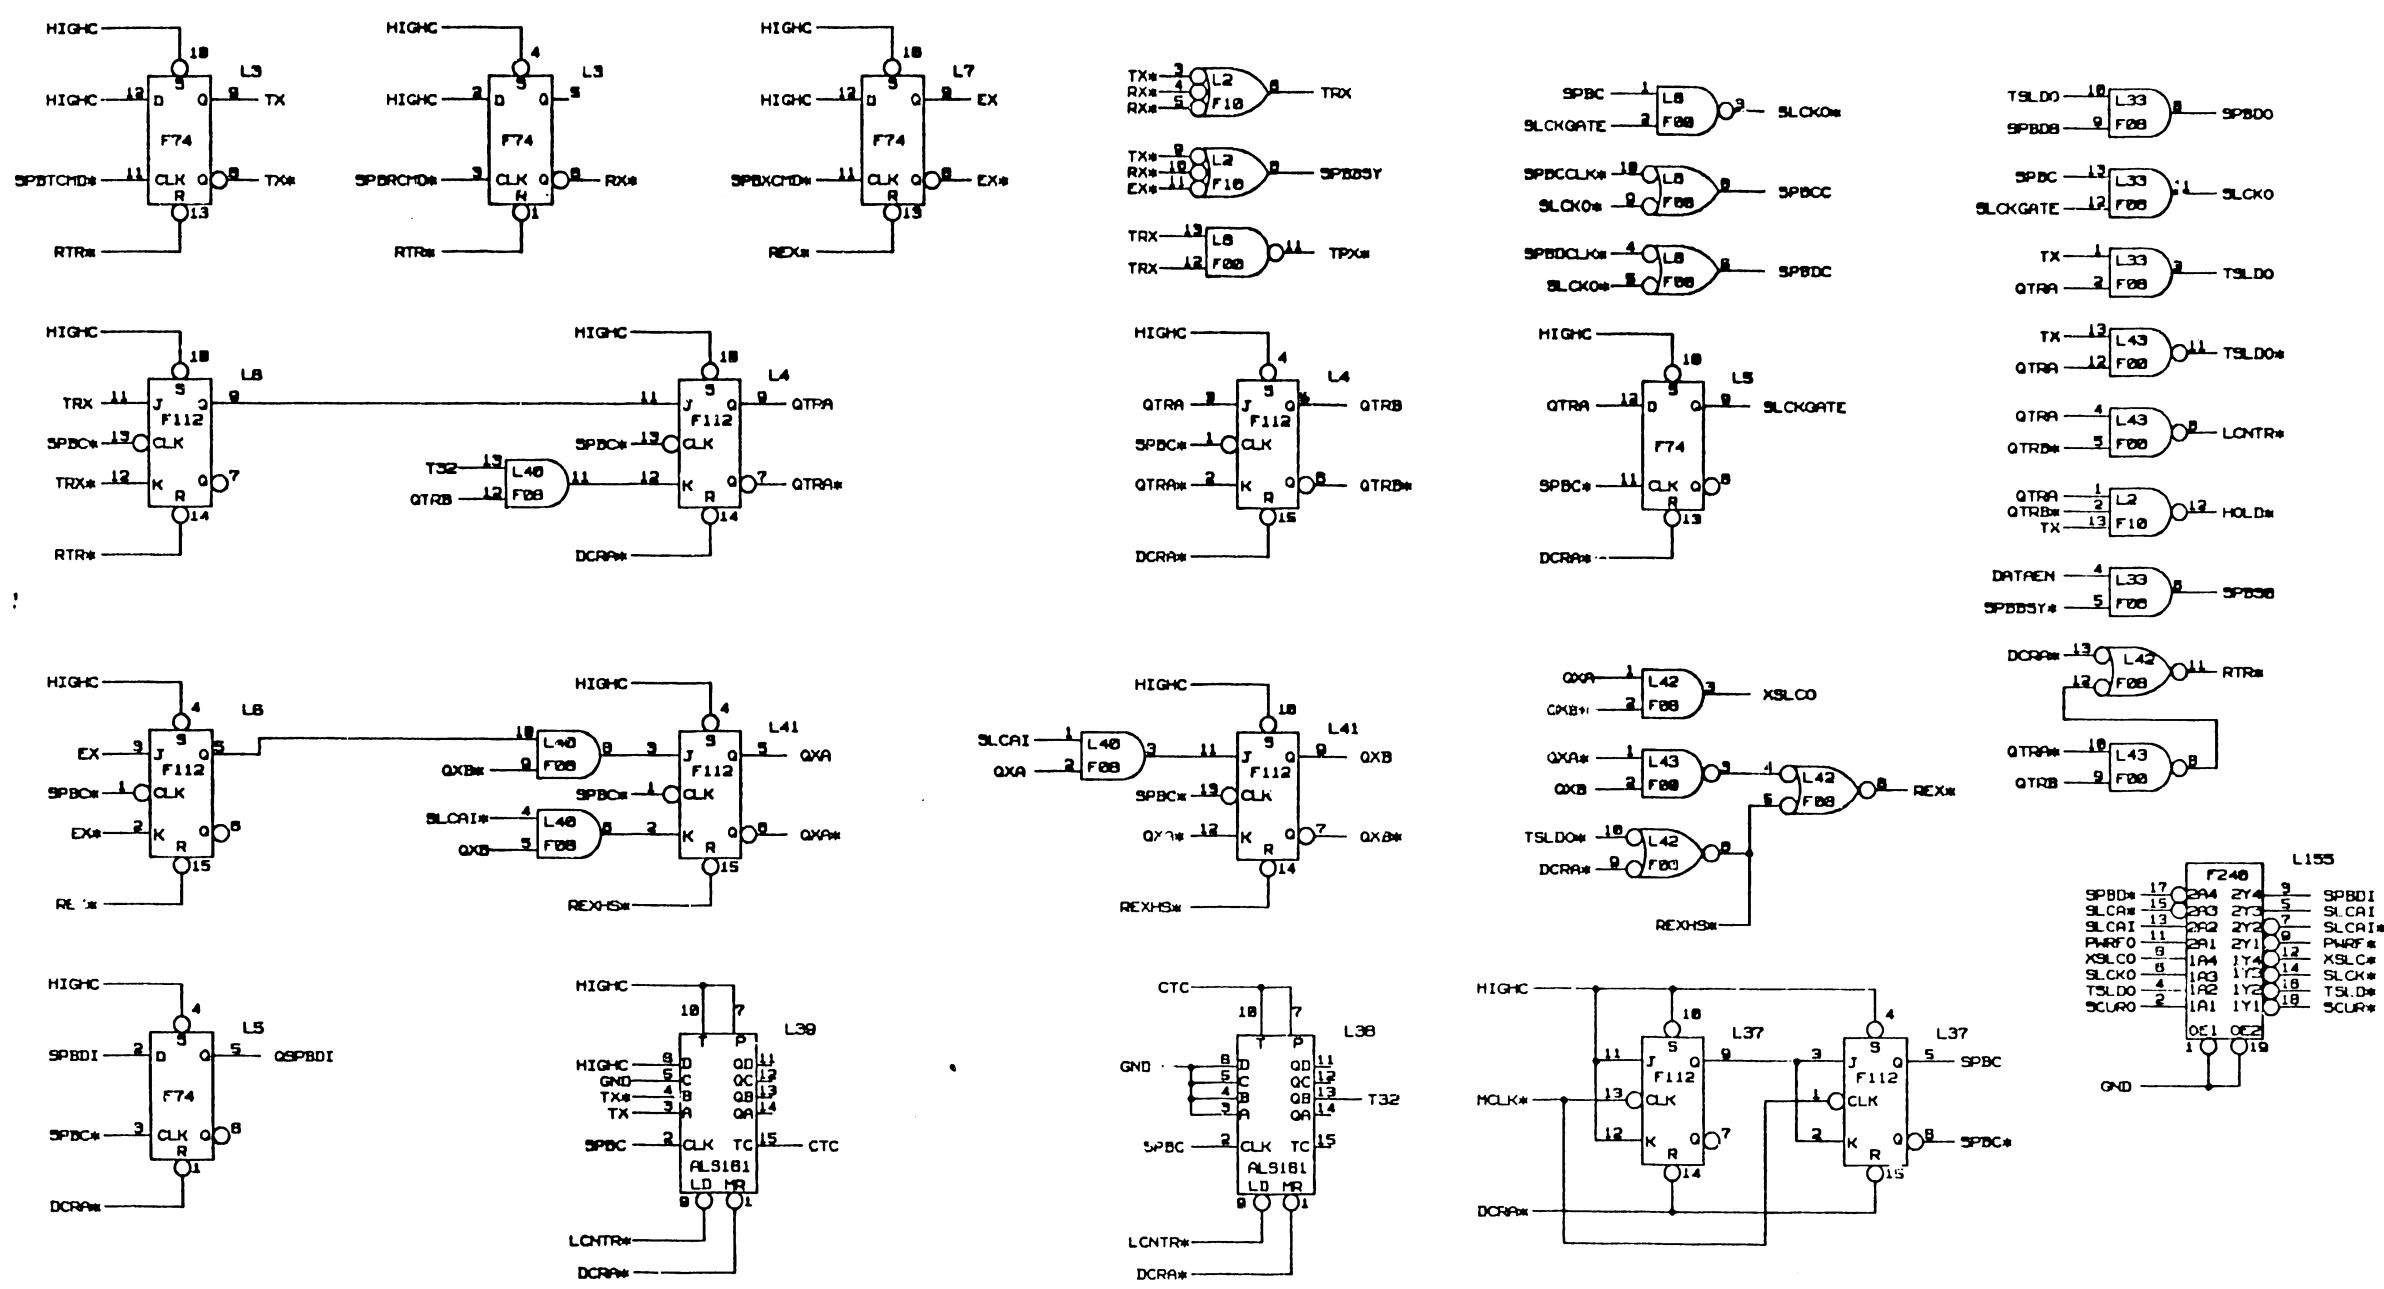 HIGHC
10
L3
HIGHC 12 D S Q 9 TX
F74
SPBTCMD* 11 CLK Q 8 TX*
R
13
RTR*
HIGHC
4
L3
HIGHC 2 D S Q 5
F74
SPBRCMD* 3 CLK Q 6 RX*
R
1
RTR*
HIGHC
10
L7
HIGHC 12 D S Q 9 EX
F74
SPBXCMD* 11 CLK Q 8 EX*
R
13
REX*
TX* 3
RX* 4
RX* 5
L2
F10
6 TRX
TX* 9
RX* 10
EX* 11
L2
F10
8 SPBBSY
TRX 13
TRX 12
L8
F00
11 TPX*
SPBC 1
SLCKGATE 2
L8
F00
3 SLCKO*
SPBCCLK* 10
SLCKO* 9
L8
F00
8 SPBCC
SPBDCLK* 4
SLCKO* 5
L8
F00
6 SPBDC
TSLDO 10
SPBDB 9
L33
F08
8 SPBDO
SPBC 13
SLCKGATE 12
L33
F08
11 SLCKO
TX 1
QTRA 2
L33
F08
3 TSLDO
TX 13
QTRA 12
L43
F00
11 TSLDO*
QTRA 4
QTRB* 5
L43
F00
6 LCNTR*
QTRA 1
QTRB* 2
TX 13
L2
F10
12 HOLD*
DATAEN 4
SPBBSY* 5
L33
F08
6 SPBSB
DCRA* 13
12
L42
F08
11 RTR*
QTRA* 10
QTRB 9
L43
F00
8
HIGHC
10
L6
TRX 11 J S Q 9
F112
SPBC* 13 CLK
TRX* 12 K Q 7
R
14
RTR*
T32 13
QTRB 12
L40
F08
11
HIGHC
10
L4
11 J S Q 9 QTRA
F112
SPBC* 13 CLK
12 K Q 7 QTRA*
R
14
DCRA*
HIGHC
4
L4
QTRA 3 J S Q 5 QTRB
F112
SPBC* 1 CLK
QTRA* 2 K Q 6 QTRB*
R
15
DCRA*
HIGHC
10
L5
QTRA 12 D S Q 9 SLCKGATE
F74
SPBC* 11 CLK Q 8
R
13
DCRA*
HIGHC
4
L6
EX 3 J S Q 5
F112
SPBC* 1 CLK
EX* 2 K Q 6
R
15
10
QXB* 9
L40
F08
8
SLCAI* 4
QXB 5
L40
F08
6
HIGHC
4
L41
3 J S Q 5 QXA
F112
SPBC* 1 CLK
2 K Q 6 QXA*
R
15
REXHS*
SLCAI 1
QXA 2
L40
F08
3
HIGHC
10
L41
11 J S Q 9 QXB
F112
SPBC* 13 CLK
12 K Q 7 QXB*
R
14
REXHS*
QXA 1
2
L42
F08
3 XSLCO
QXA* 1
QXB 2
L43
F00
3
4
5
L42
F08
6 REX*
TSLDO* 10
DCRA* 9
L42
F08
8
REXHS*
L155
F240
SPBD* 17 2A4 2Y4 3 SPBDI
SLCA* 15 2A3 2Y3 5 SLCAI
SLCAI 13 2A2 2Y2 7 SLCAI*
PWRFO 11 2A1 2Y1 9 PWRF*
XSLCO 8 1A4 1Y4 12 XSLC*
SLCKO 6 1A3 1Y3 14 SLCK*
TSLDO 4 1A2 1Y2 16 TSLD*
SCURO 2 1A1 1Y1 18 SCUR*
OE1 OE2
1 19
GND
HIGHC
4
L5
SPBDI 2 D S Q 5 QSPBDI
F74
SPBC* 3 CLK Q 6
R
1
DCRA*
HIGHC
10 7
L39
T P
HIGHC 6 D QD 11
GND 5 C QC 12
TX* 4 B QB 13
TX 3 A QA 14
SPBC 2 CLK TC 15 CTC
ALS161
LD MR
9 1
LCNTR*
DCRA*
CTC
10 7
L38
T P
GND 6 D QD 11
5 C QC 12
4 B QB 13 T32
3 A QA 14
SPBC 2 CLK TC 15
ALS161
LD MR
9 1
LCNTR*
DCRA*
HIGHC
10
L37
11 J S Q 9
F112
MCLK* 13 CLK
12 K Q 7
R
14
4
L37
3 J S Q 5 SPBC
F112
1 CLK
2 K Q 6 SPBC*
R
15
DCRA*